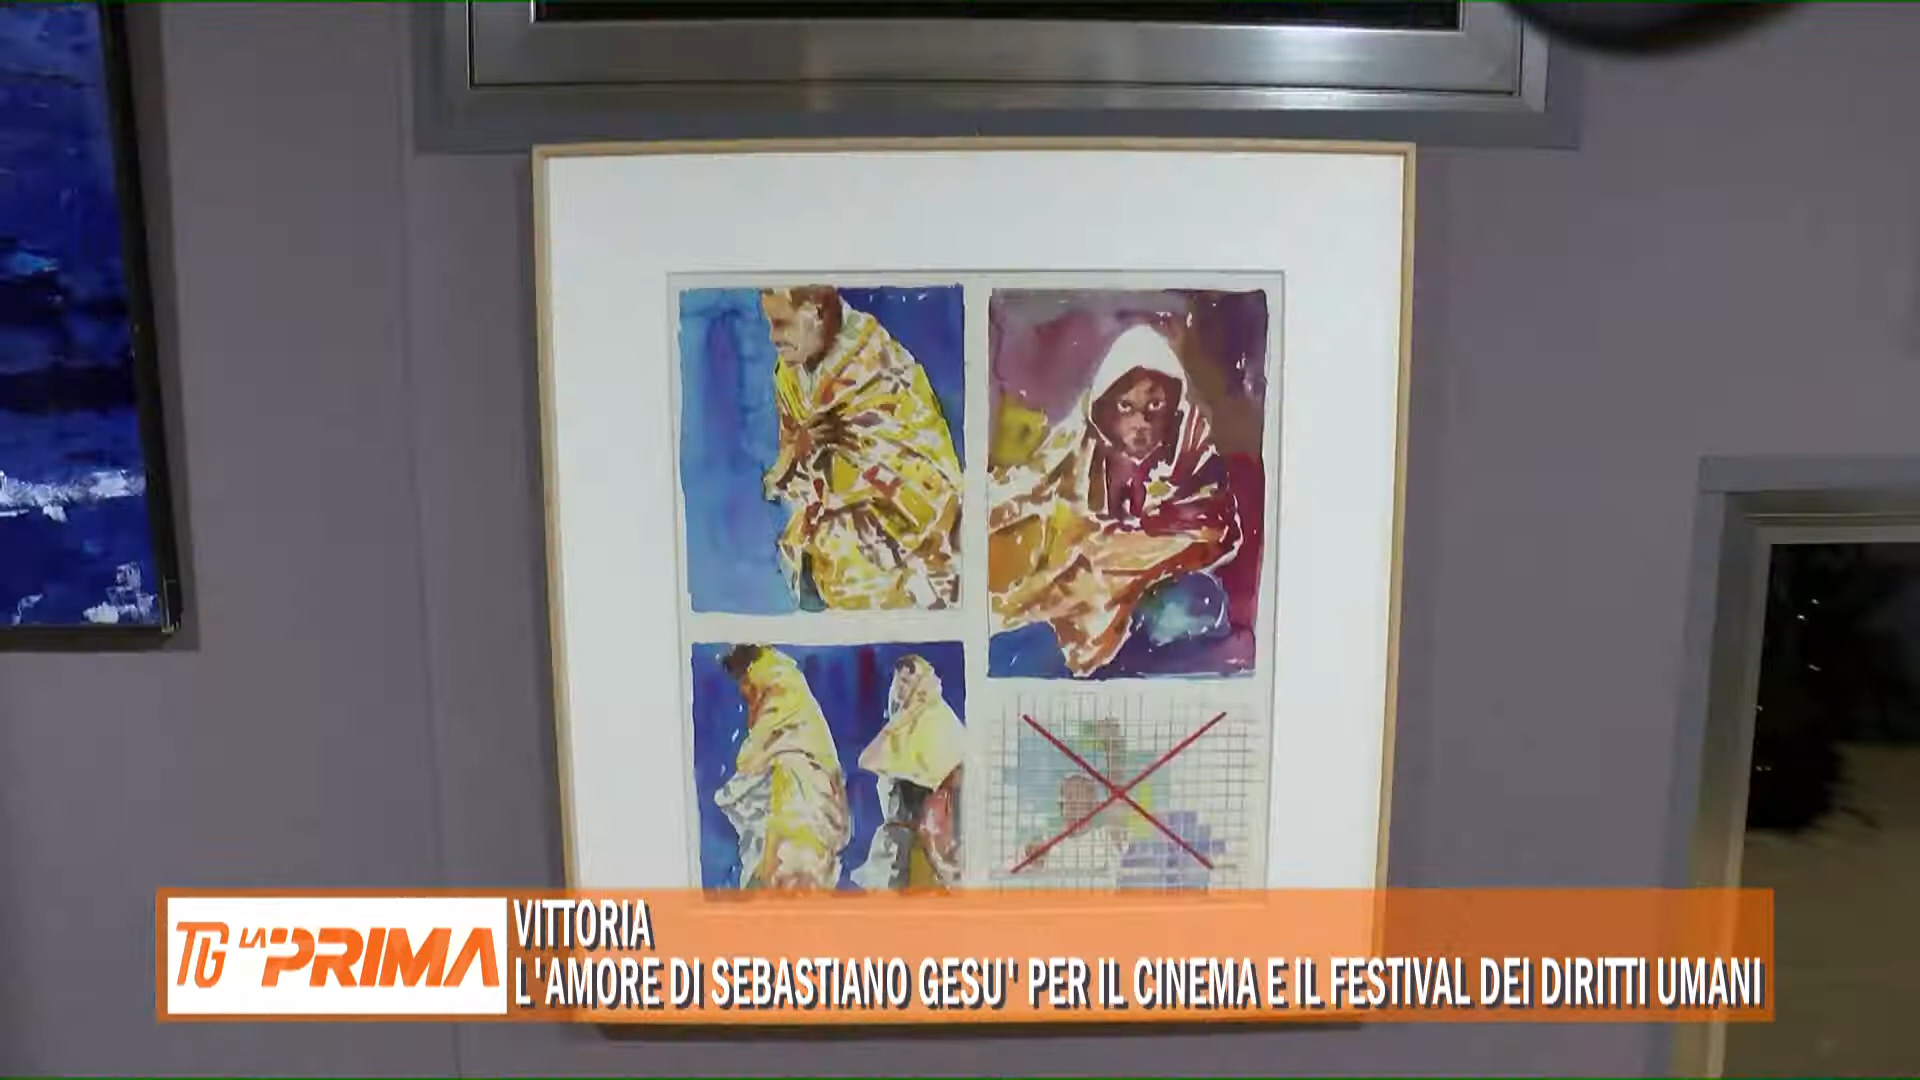 TG LA PRIMA
VITTORIA
L'AMORE DI SEBASTIANO GESU' PER IL CINEMA E IL FESTIVAL DEI DIRITTI UMANI